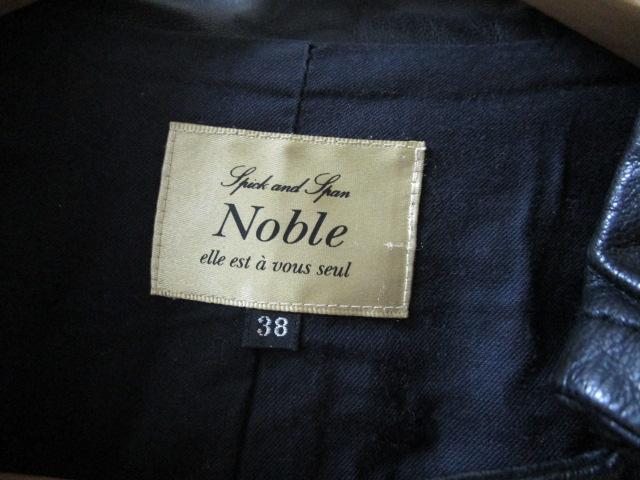 Spick and Span
Noble
elle est à vous seul
38